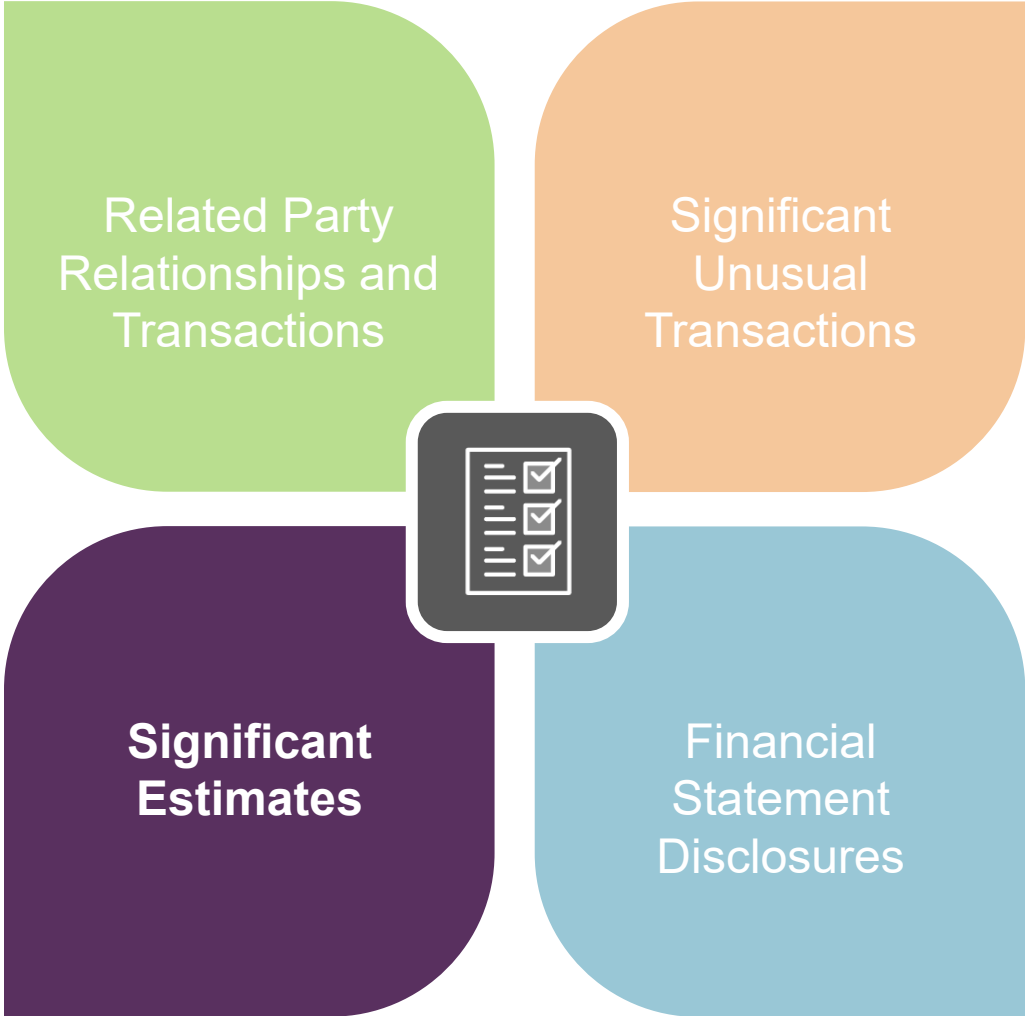 Related Party
Relationships and
Transactions
Significant
Unusual
Transactions
Significant
Estimates
Financial
Statement
Disclosures